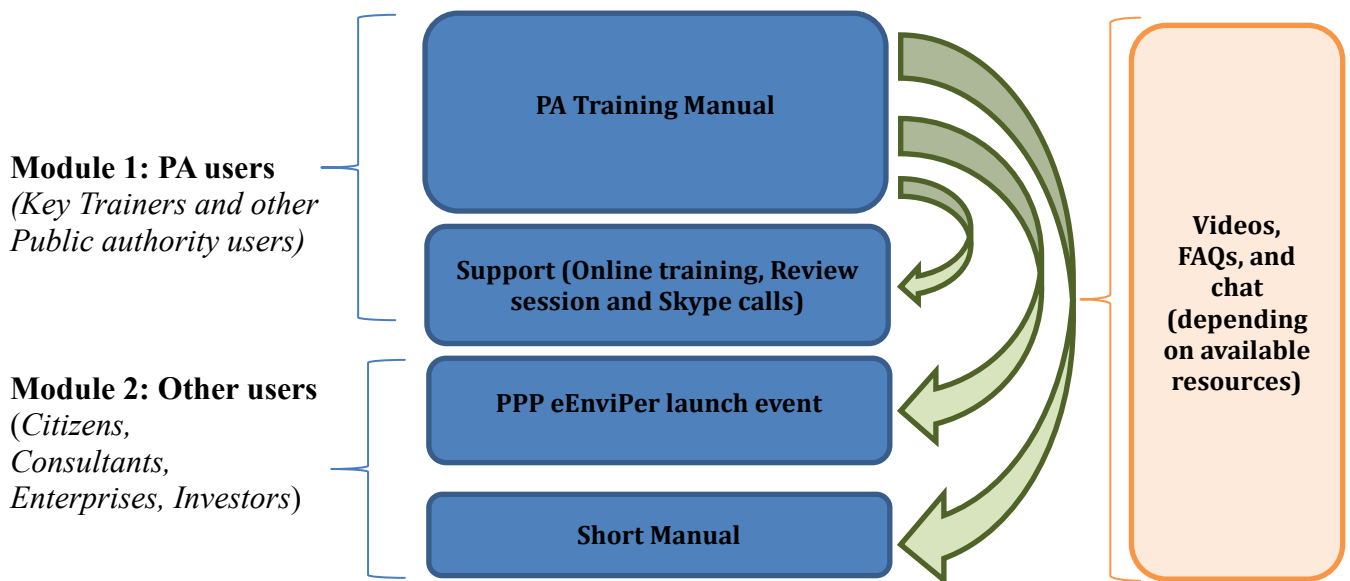 Module 1: PA users
(Key Trainers and other
Public authority users)
PA Training Manual
Support (Online training, Review
session and Skype calls)
Module 2: Other users
(Citizens,
Consultants,
Enterprises, Investors)
PPP eEnviPer launch event
Short Manual
Videos,
FAQs, and
chat
(depending
on available
resources)